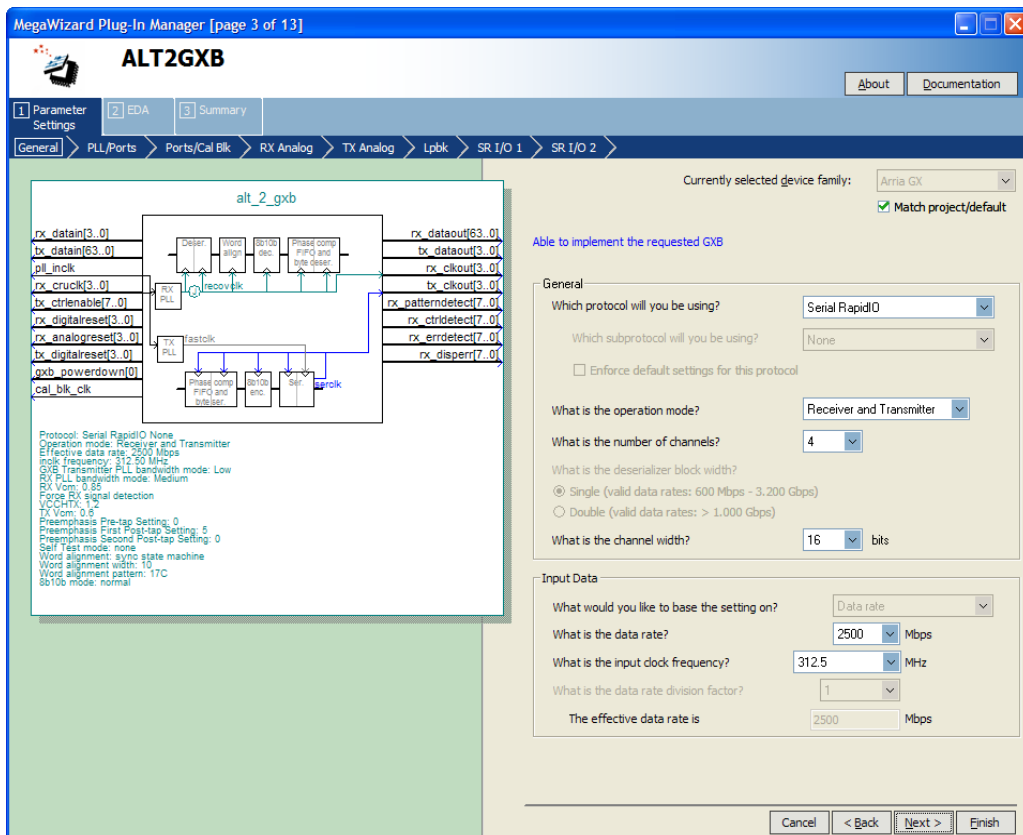 MegaWizard Plug-In Manager [page 3 of 13]
ALT2GXB
About
Documentation
1 Parameter Settings
2 EDA
3 Summary
General
PLL/Ports
Ports/Cal Blk
RX Analog
TX Analog
Lpbk
SR I/O 1
SR I/O 2
alt_2_gxb
rx_datain[3..0]
tx_datain[63..0]
pll_inclk
rx_cruclk[3..0]
tx_ctrlenable[7..0]
rx_digitalreset[3..0]
rx_analogreset[3..0]
tx_digitalreset[3..0]
gxb_powerdown[0]
cal_blk_clk
Deser.
Word
align
8b10b
dec.
Phase comp
FIFO and
byte deser.
RX
PLL
recovclk
TX
PLL
fastclk
Phase comp
FIFO and
byte ser.
8b10b
enc.
Ser.
serclk
rx_dataout[63..0]
tx_dataout[3..0]
rx_clkout[3..0]
tx_clkout[3..0]
rx_patterndetect[7..0]
rx_ctrldetect[7..0]
rx_errdetect[7..0]
rx_disperr[7..0]
Protocol: Serial RapidIO None
Operation mode: Receiver and Transmitter
Effective data rate: 2500 Mbps
inclk frequency: 312.50 MHz
GXB Transmitter PLL bandwidth mode: Low
RX PLL bandwidth mode: Medium
RX Vcm: 0.85
Force RX signal detection
VCCHTX: 1.2
TX Vcm: 0.6
Preemphasis Pre-tap Setting: 0
Preemphasis First Post-tap Setting: 5
Preemphasis Second Post-tap Setting: 0
Self Test mode: none
Word alignment: sync state machine
Word alignment width: 10
Word alignment pattern: 17C
8b10b mode: normal
Currently selected device family:
Arria GX
Match project/default
Able to implement the requested GXB
General
Which protocol will you be using?
Serial RapidIO
Which subprotocol will you be using?
None
Enforce default settings for this protocol
What is the operation mode?
Receiver and Transmitter
What is the number of channels?
4
What is the deserializer block width?
Single (valid data rates: 600 Mbps - 3.200 Gbps)
Double (valid data rates: > 1.000 Gbps)
What is the channel width?
16 bits
Input Data
What would you like to base the setting on?
Data rate
What is the data rate?
2500 Mbps
What is the input clock frequency?
312.5 MHz
What is the data rate division factor?
1
The effective data rate is
2500 Mbps
Cancel
< Back
Next >
Finish